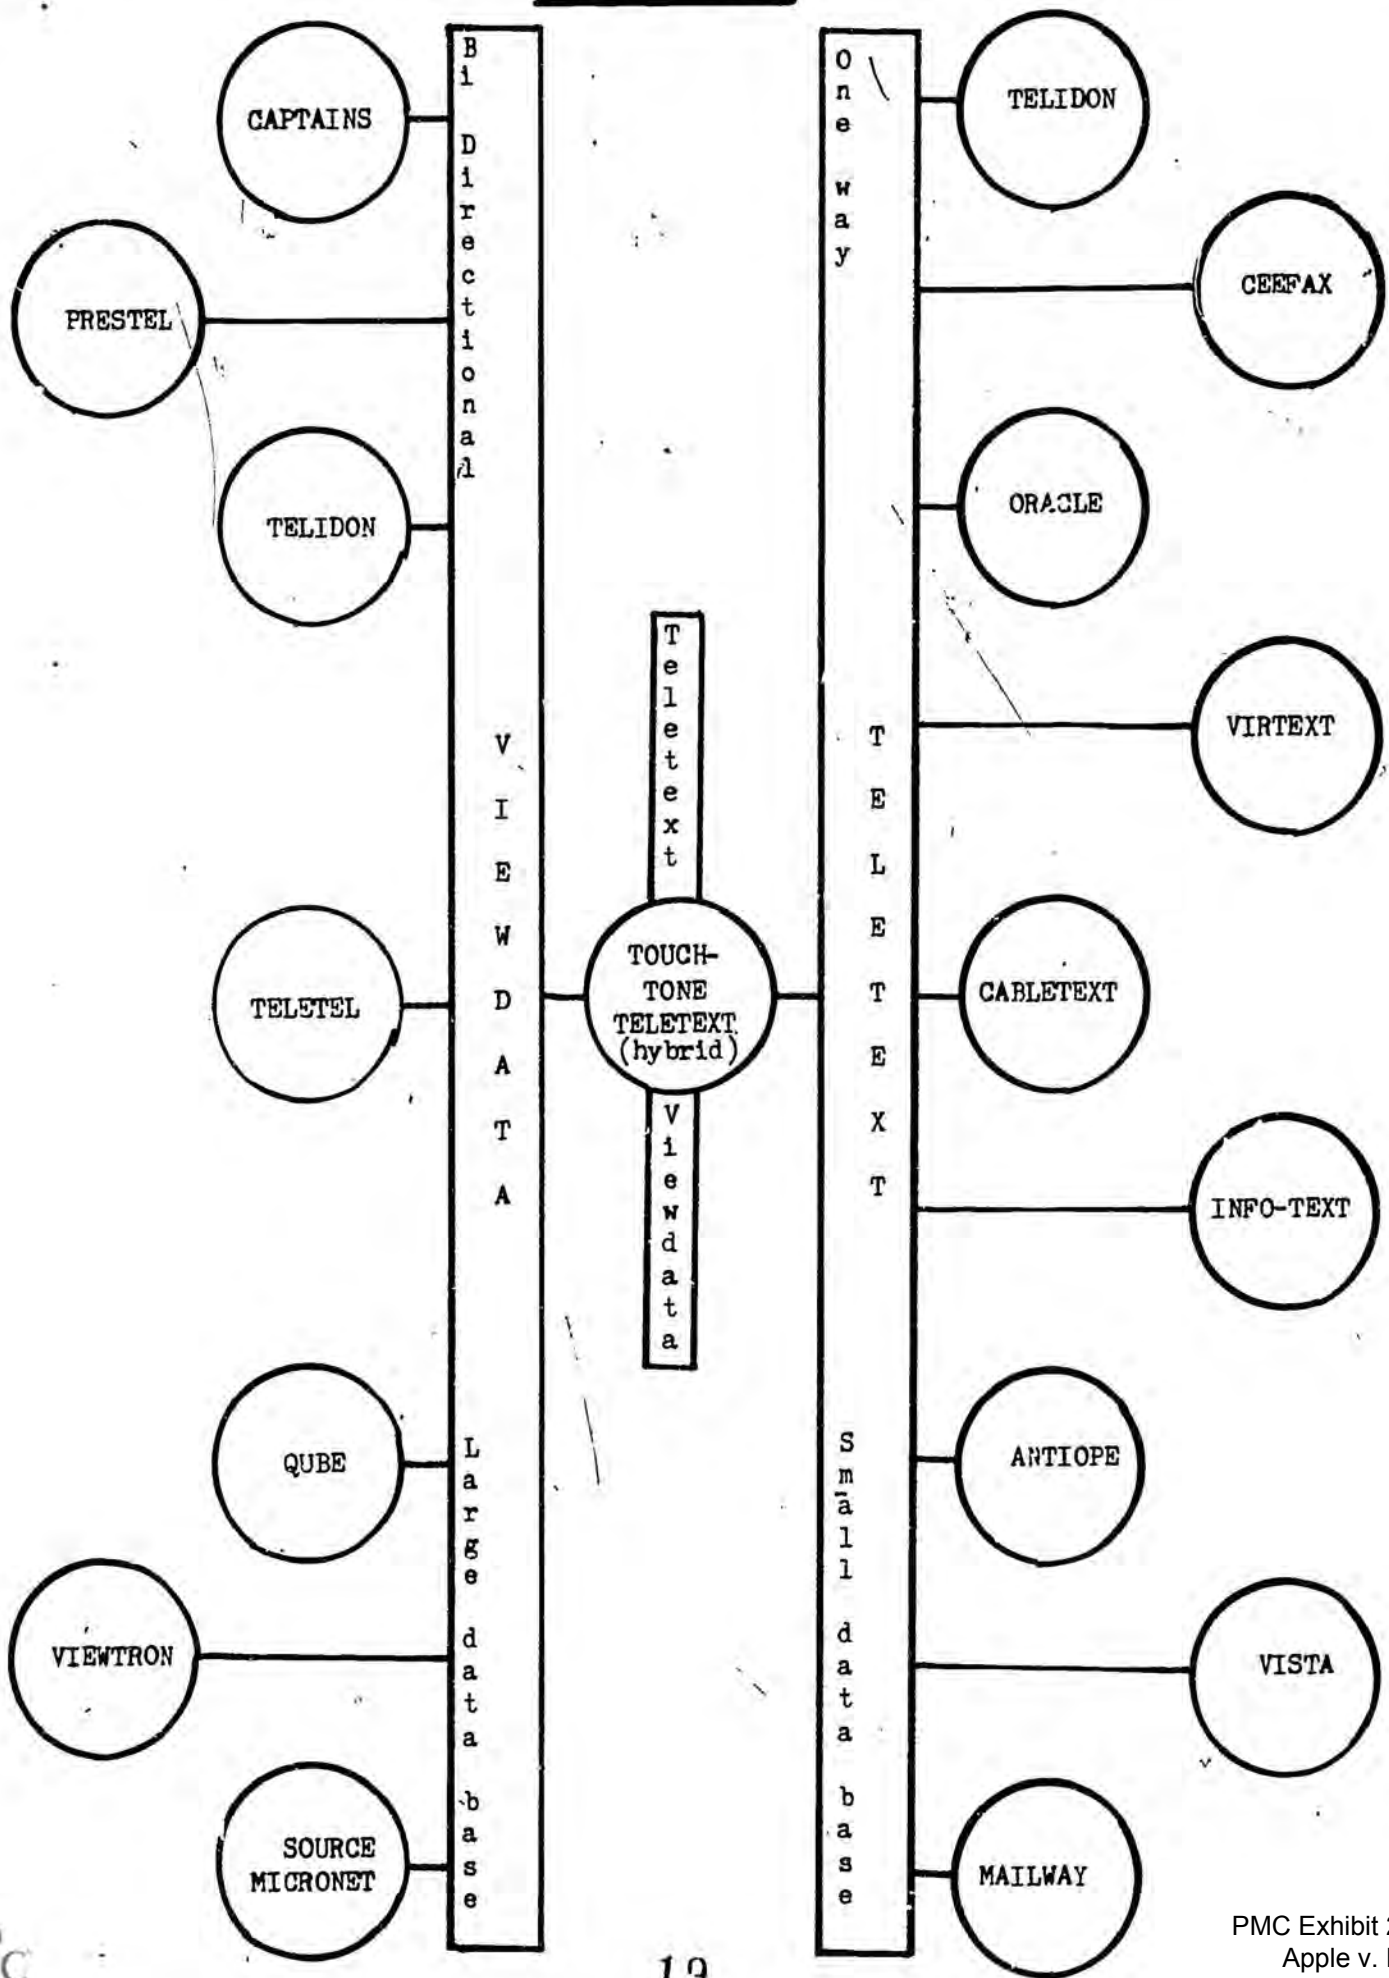 CAPTAINS
PRESTEL
TELIDON
TELETEL
QUBE
VIEWTRON
SOURCE
MICRONET
Bi Directional
VIEWDATA
Large data base
Teletext
TOUCH-
TONE
TELETEXT
(hybrid)
Viewdata
One way
TELETEXT
Small data base
TELIDON
CEEFAX
ORACLE
VIRTEXT
CABLETEXT
INFO-TEXT
ANTIOPE
VISTA
MAILWAY
19
PMC Exhibit
Apple v.